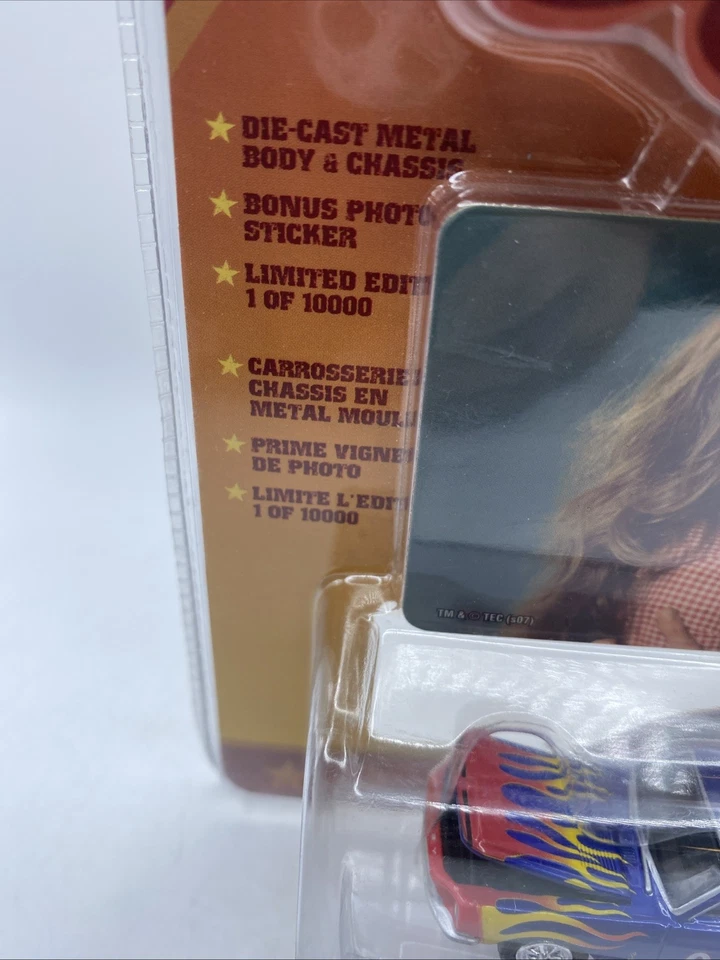 DIE-CAST METAL
BODY & CHASSIS
BONUS PHOTO
STICKER
LIMITED EDITI
1 OF 10000
CARROSSERIE
CHASSIS EN
METAL MOUL
PRIME VIGNE
DE PHOTO
LIMITE L'EDIT
1 OF 10000
TM & © TEC (s07)